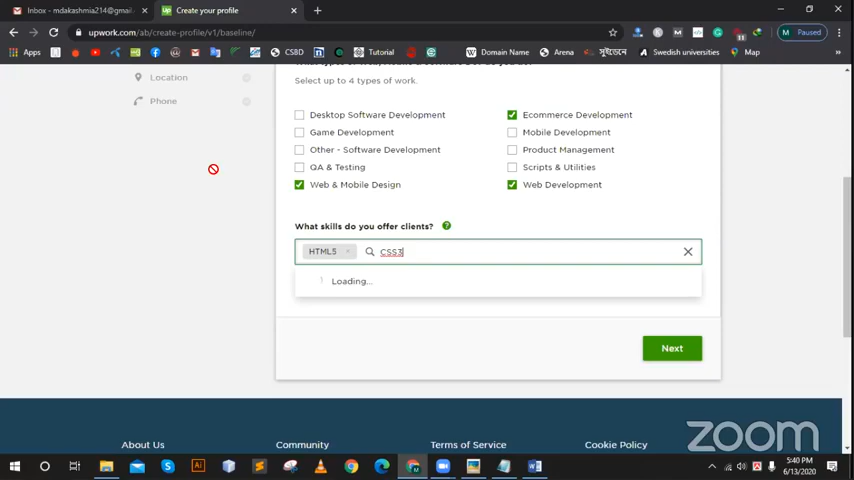 Inbox - mdakashmia214@gmail.co
Create your profile
upwork.com/ab/create-profile/v1/baseline/
Paused
Apps
CSBD
Tutorial
Domain Name
Arena
সুইডেনে
Swedish universities
Map
Location
Phone
Select up to 4 types of work.
Desktop Software Development
Ecommerce Development
Game Development
Mobile Development
Other - Software Development
Product Management
QA & Testing
Scripts & Utilities
Web & Mobile Design
Web Development
What skills do you offer clients?
HTML5
CSS3
Loading...
Next
About Us
Community
Terms of Service
Cookie Policy
zoom
5:40 PM
6/13/2020